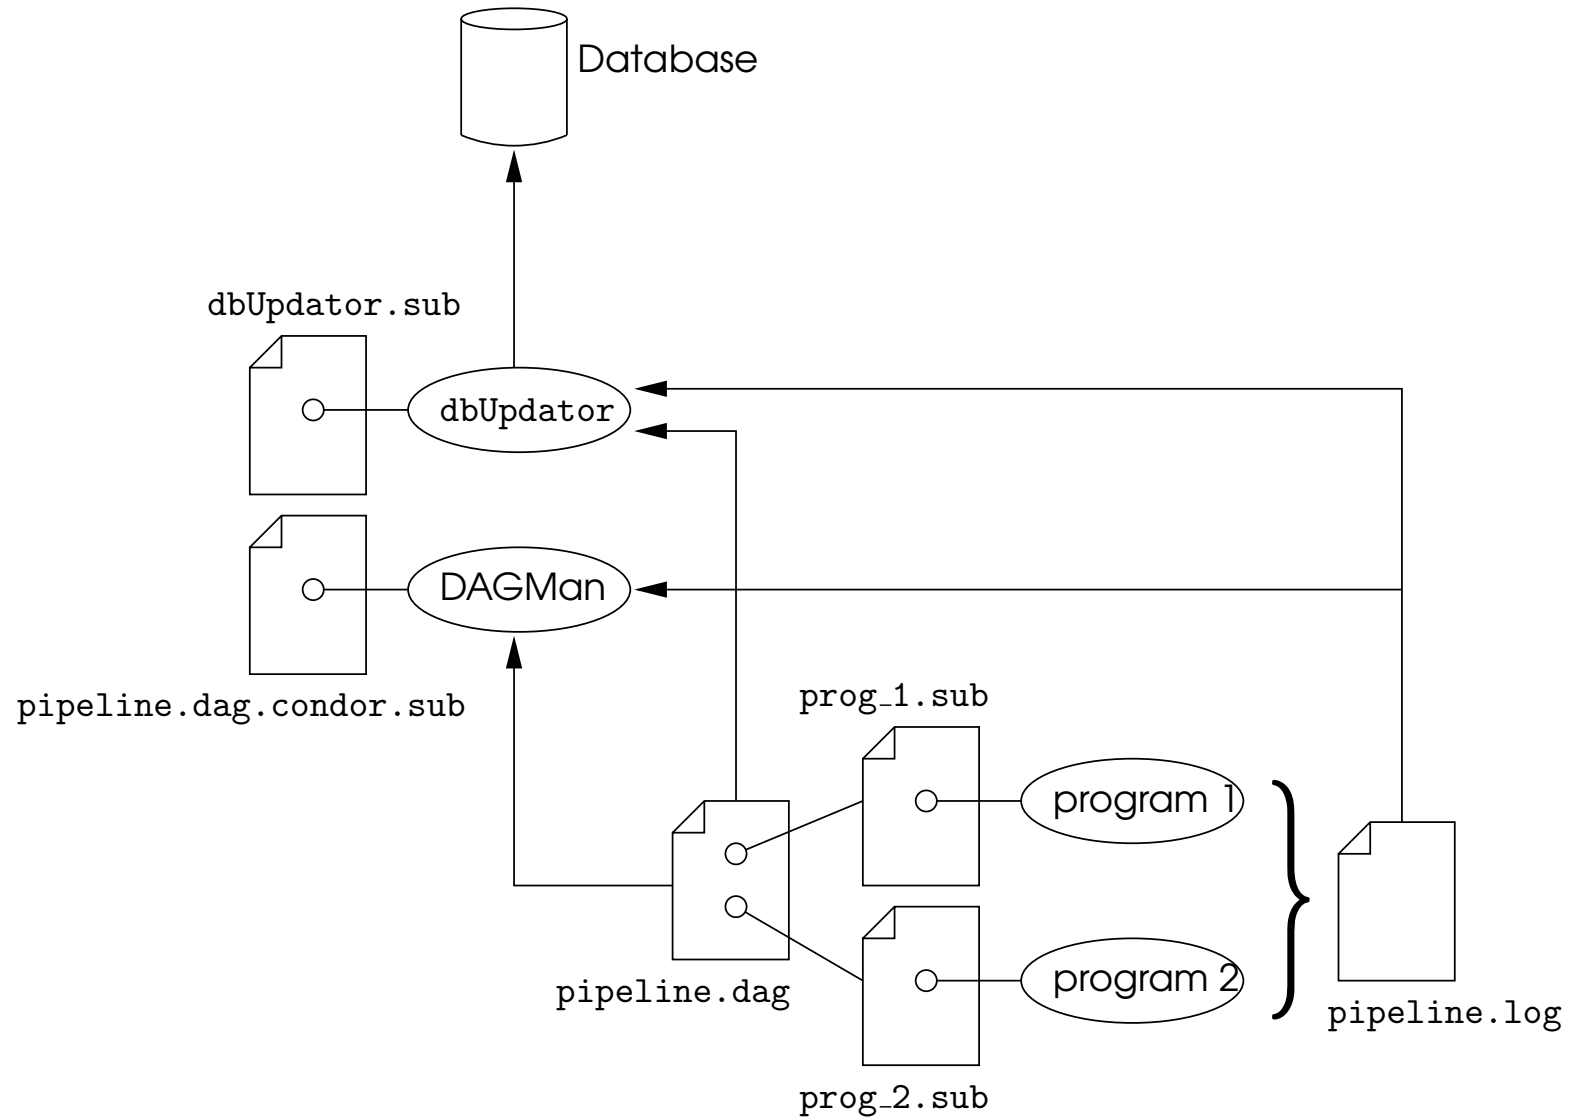 Database
dbUpdator.sub
dbUpdator
DAGMan
pipeline.dag.condor.sub
prog_1.sub
program 1
pipeline.dag
program 2
pipeline.log
prog_2.sub